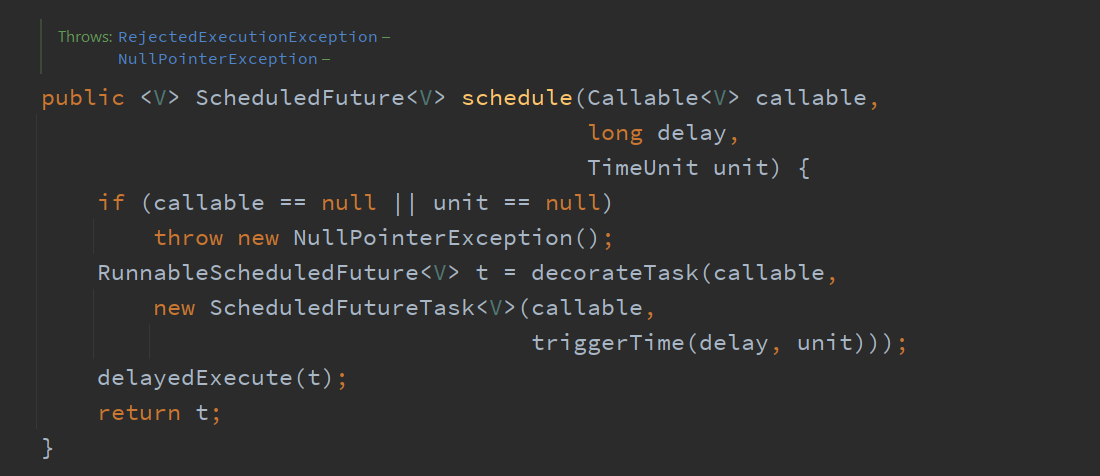 Throws: RejectedExecutionException –
NullPointerException –
public <V> ScheduledFuture<V> schedule(Callable<V> callable,
long delay,
TimeUnit unit) {
if (callable == null || unit == null)
throw new NullPointerException();
RunnableScheduledFuture<V> t = decorateTask(callable,
new ScheduledFutureTask<V>(callable,
triggerTime(delay, unit)));
delayedExecute(t);
return t;
}